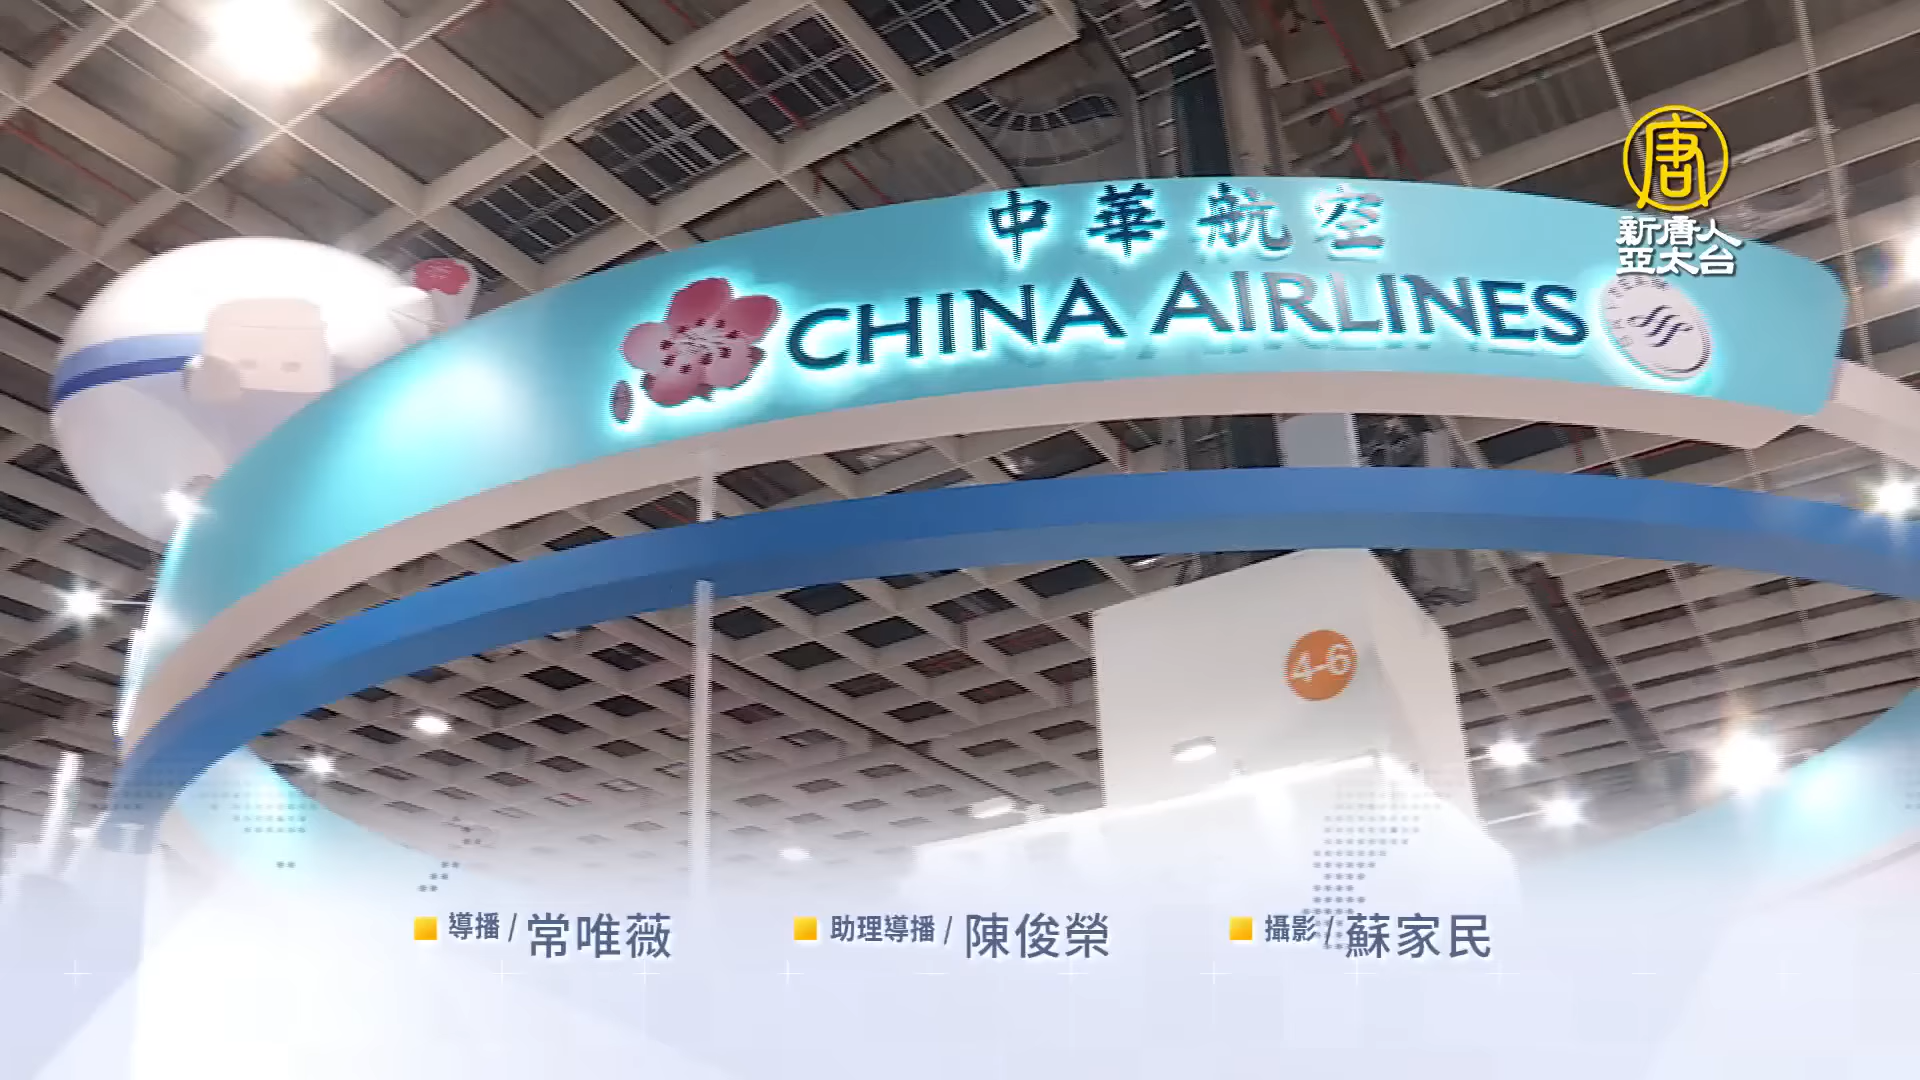 唐
新唐人
亞太台
中華航空
CHINA AIRLINES
4-6
導播/常唯薇
助理導播/陳俊榮
攝影/蘇家民